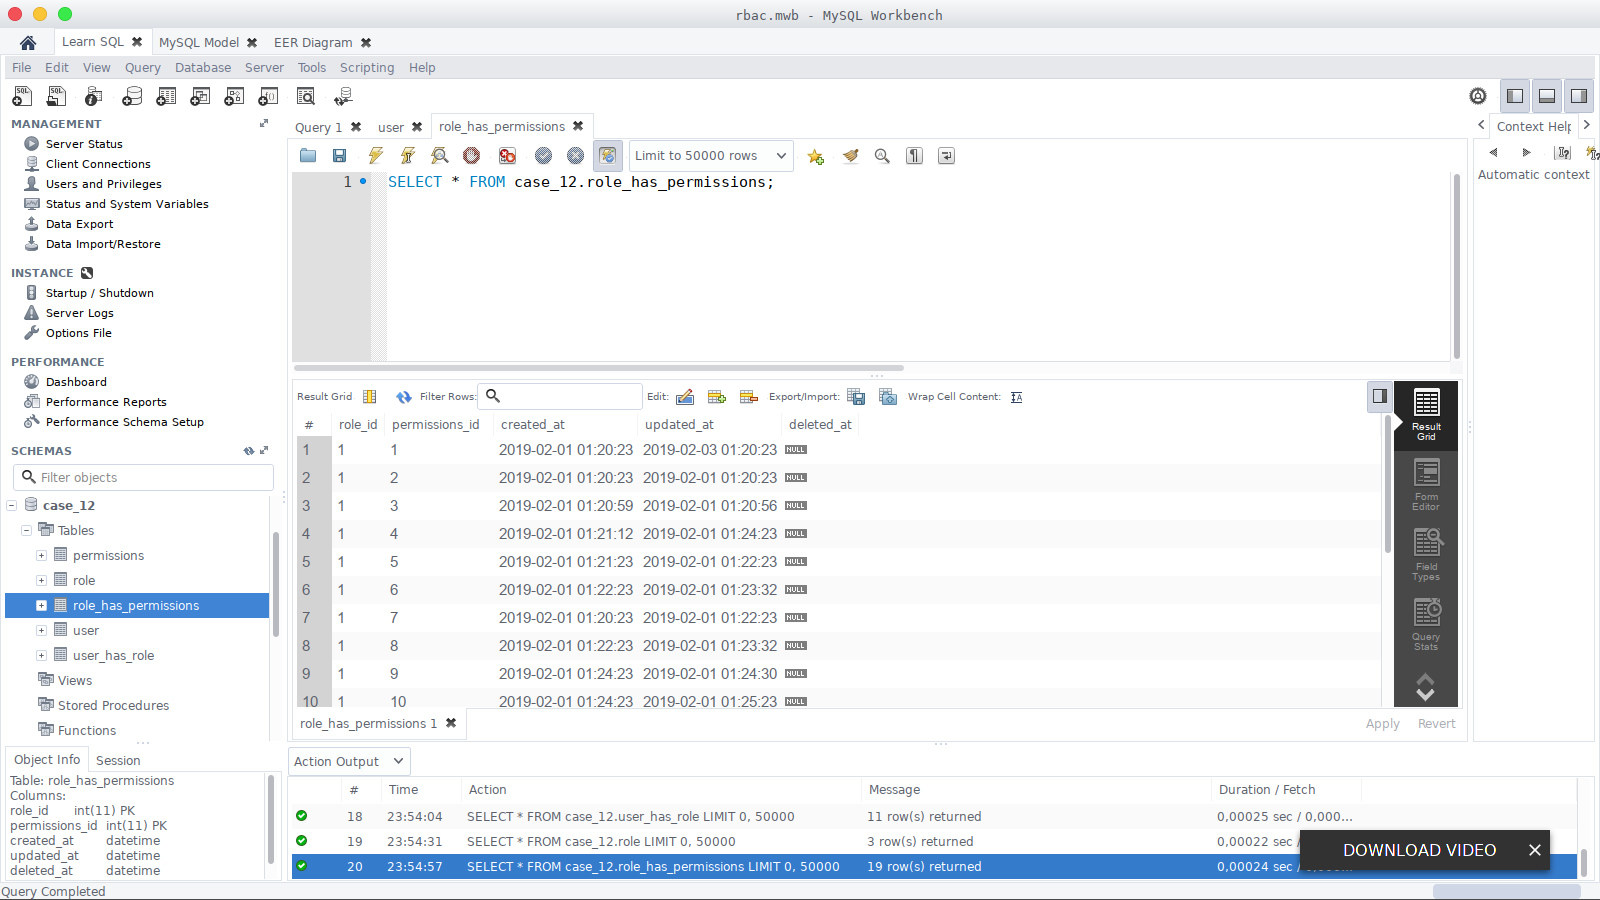 rbac.mwb - MySQL Workbench
Learn SQL
MySQL Model
EER Diagram
File Edit View Query Database Server Tools Scripting Help
MANAGEMENT
Server Status
Client Connections
Users and Privileges
Status and System Variables
Data Export
Data Import/Restore
INSTANCE
Startup / Shutdown
Server Logs
Options File
PERFORMANCE
Dashboard
Performance Reports
Performance Schema Setup
SCHEMAS
Filter objects
case_12
Tables
permissions
role
role_has_permissions
user
user_has_role
Views
Stored Procedures
Functions
Object Info Session
Table: role_has_permissions
Columns:
role_id int(11) PK
permissions_id int(11) PK
created_at datetime
updated_at datetime
deleted_at datetime
Query Completed
Query 1 user role_has_permissions
Limit to 50000 rows
1 SELECT * FROM case_12.role_has_permissions;
Result Grid Filter Rows: Edit: Export/Import: Wrap Cell Content:
# role_id permissions_id created_at updated_at deleted_at
1 1 1 2019-02-01 01:20:23 2019-02-03 01:20:23 NULL
2 1 2 2019-02-01 01:20:23 2019-02-01 01:20:23 NULL
3 1 3 2019-02-01 01:20:59 2019-02-01 01:20:56 NULL
4 1 4 2019-02-01 01:21:12 2019-02-01 01:24:23 NULL
5 1 5 2019-02-01 01:21:23 2019-02-01 01:22:23 NULL
6 1 6 2019-02-01 01:22:23 2019-02-01 01:23:32 NULL
7 1 7 2019-02-01 01:20:23 2019-02-01 01:22:23 NULL
8 1 8 2019-02-01 01:22:23 2019-02-01 01:23:32 NULL
9 1 9 2019-02-01 01:24:23 2019-02-01 01:24:30 NULL
10 1 10 2019-02-01 01:24:23 2019-02-01 01:25:23 NULL
Result
Grid
Form
Editor
Field
Types
Query
Stats
role_has_permissions 1
Apply Revert
Context Help
Automatic context
Action Output
# Time Action Message Duration / Fetch
18 23:54:04 SELECT * FROM case_12.user_has_role LIMIT 0, 50000 11 row(s) returned 0,00025 sec / 0,000...
19 23:54:31 SELECT * FROM case_12.role LIMIT 0, 50000 3 row(s) returned 0,00022 sec /
20 23:54:57 SELECT * FROM case_12.role_has_permissions LIMIT 0, 50000 19 row(s) returned 0,00024 sec /
DOWNLOAD VIDEO